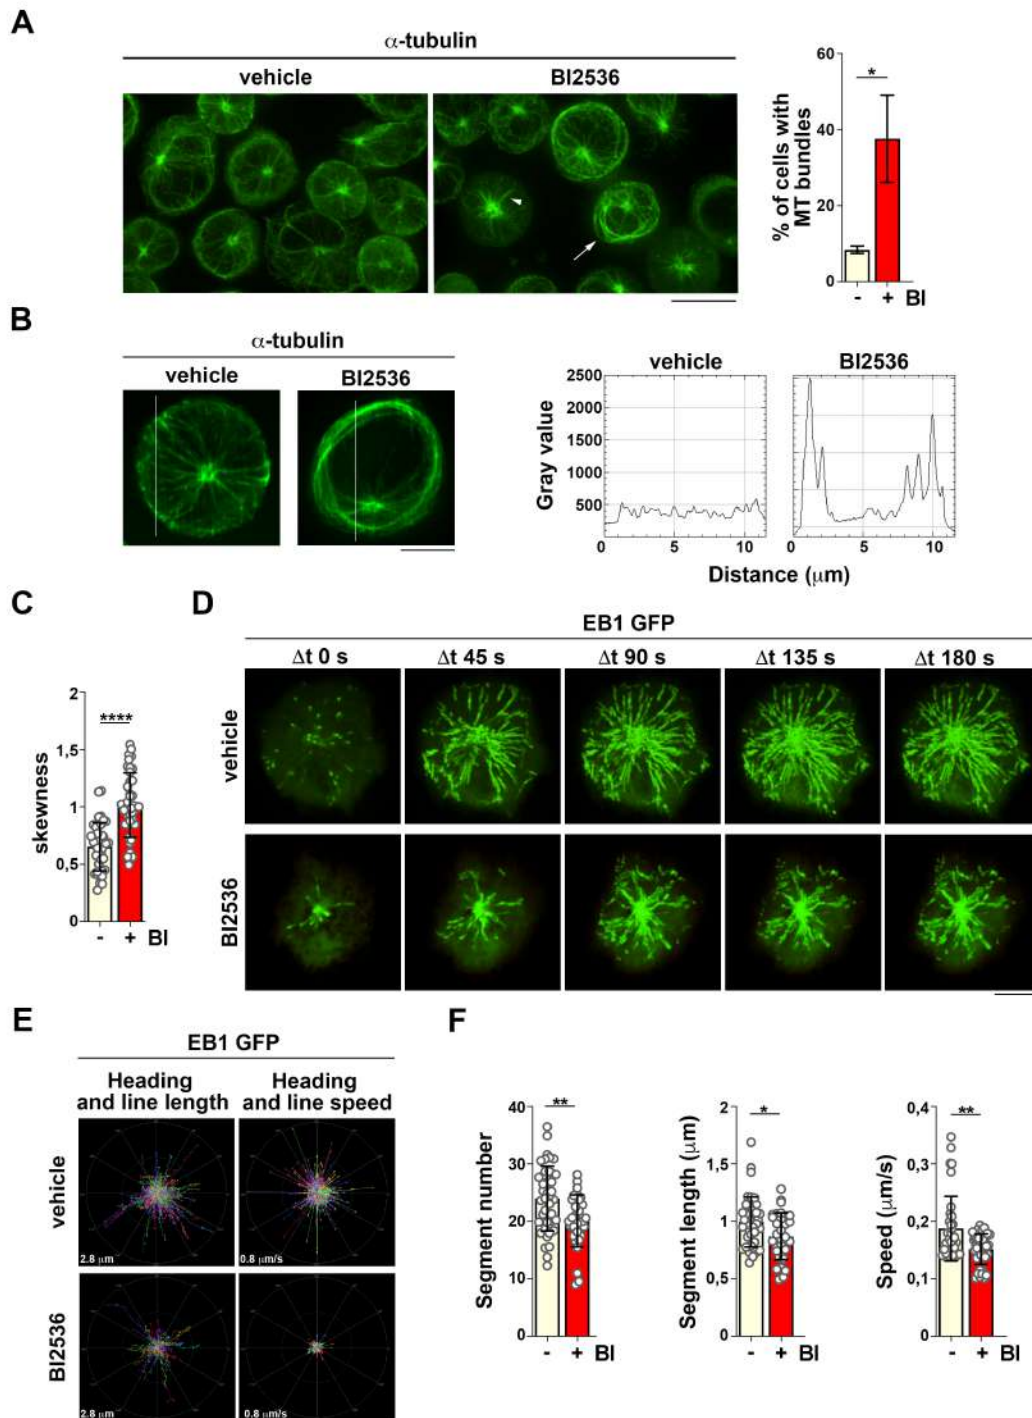 A
α-tubulin
vehicle BI2536
% of cells with
MT bundles
60
40
20
0
*
- + BI
B
α-tubulin
vehicle BI2536
vehicle BI2536
Gray value
2500
2000
1500
1000
500
0 5 10 0 5 10
Distance (μm)
C
skewness
2
1,5
1
0,5
0
****
- + BI
D
EB1 GFP
Δt 0 s Δt 45 s Δt 90 s Δt 135 s Δt 180 s
vehicle
BI2536
E
EB1 GFP
Heading Heading
and line length and line speed
vehicle
2.8 μm 0.8 μm/s
BI2536
2.8 μm 0.8 μm/s
F
Segment number
40
30
20
10
0
**
- + BI
Segment length (μm)
2
1,5
1
0,5
0
*
- + BI
Speed (μm/s)
0,4
0,3
0,2
0,1
0
**
- + BI